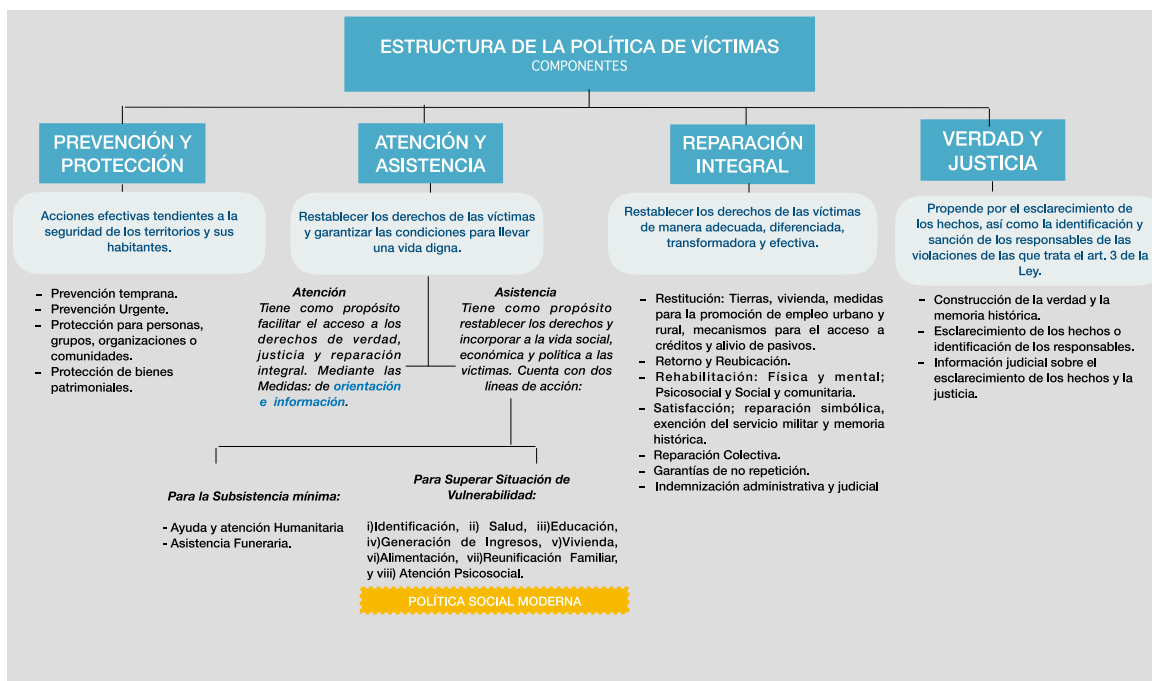 ESTRUCTURA DE LA POLÍTICA DE VÍCTIMAS
COMPONENTES
PREVENCIÓN Y
PROTECCIÓN
Acciones efectivas tendientes a la
seguridad de los territorios y sus
habitantes.
– Prevención temprana.
– Prevención Urgente.
– Protección para personas,
grupos, organizaciones o
comunidades.
– Protección de bienes
patrimoniales.
ATENCIÓN Y
ASISTENCIA
Restablecer los derechos de las víctimas
y garantizar las condiciones para llevar
una vida digna.
Atención
Tiene como propósito
facilitar el acceso a los
derechos de verdad,
justicia y reparación
integral. Mediante las
Medidas: de orientación
e información.
Asistencia
Tiene como propósito
restablecer los derechos y
incorporar a la vida social,
económica y política a las
víctimas. Cuenta con dos
líneas de acción:
Para la Subsistencia mínima:
- Ayuda y atención Humanitaria
- Asistencia Funeraria.
Para Superar Situación de
Vulnerabilidad:
i)Identificación, ii) Salud, iii)Educación,
iv)Generación de Ingresos, v)Vivienda,
vi)Alimentación, vii)Reunificación Familiar,
y viii) Atención Psicosocial.
POLÍTICA SOCIAL MODERNA
REPARACIÓN
INTEGRAL
Restablecer los derechos de las víctimas
de manera adecuada, diferenciada,
transformadora y efectiva.
– Restitución: Tierras, vivienda, medidas
para la promoción de empleo urbano y
rural, mecanismos para el acceso a
créditos y alivio de pasivos.
– Retorno y Reubicación.
– Rehabilitación: Física y mental;
Psicosocial y Social y comunitaria.
– Satisfacción; reparación simbólica,
exención del servicio militar y memoria
histórica.
– Reparación Colectiva.
– Garantías de no repetición.
– Indemnización administrativa y judicial
VERDAD Y
JUSTICIA
Propende por el esclarecimiento de
los hechos, así como la identificación y
sanción de los responsables de las
violaciones de las que trata el art. 3 de la
Ley.
– Construcción de la verdad y la
memoria histórica.
– Esclarecimiento de los hechos o
identificación de los responsables.
– Información judicial sobre el
esclarecimiento de los hechos y la
justicia.